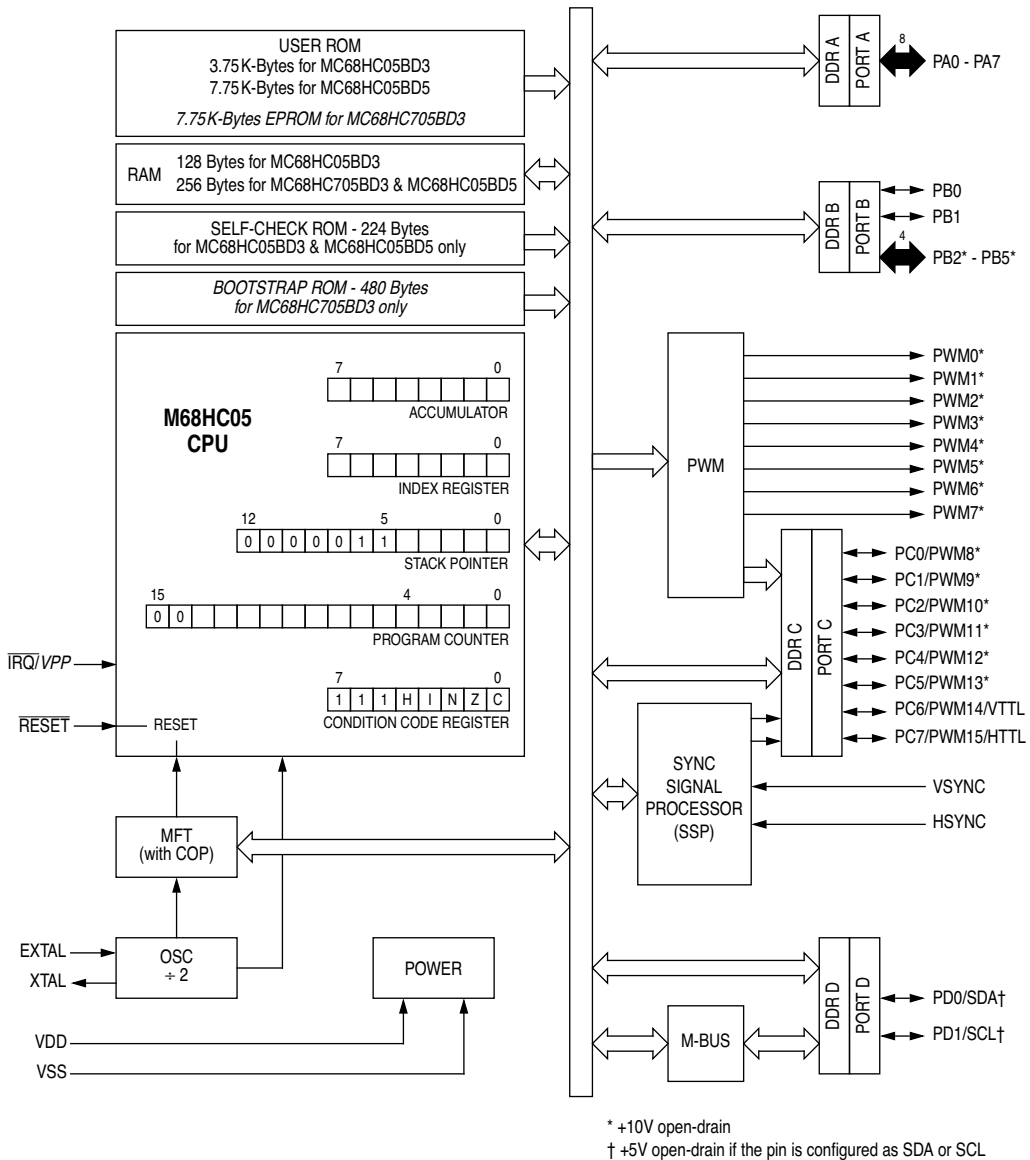 USER ROM
3.75K-Bytes for MC68HC05BD3
7.75K-Bytes for MC68HC05BD5
7.75K-Bytes EPROM for MC68HC705BD3
RAM
128 Bytes for MC68HC05BD3
256 Bytes for MC68HC705BD3 & MC68HC05BD5
SELF-CHECK ROM - 224 Bytes
for MC68HC05BD3 & MC68HC05BD5 only
BOOTSTRAP ROM - 480 Bytes
for MC68HC705BD3 only
M68HC05
CPU
7 0
ACCUMULATOR
7 0
INDEX REGISTER
12 5 0
0 0 0 0 0 1 1
STACK POINTER
15 4 0
0 0
PROGRAM COUNTER
7 0
1 1 1 H I N Z C
CONDITION CODE REGISTER
IRQ/VPP
RESET
RESET
MFT
(with COP)
EXTAL
XTAL
OSC
÷ 2
POWER
VDD
VSS
DDR A
PORT A
8
PA0 - PA7
DDR B
PORT B
PB0
PB1
4
PB2* - PB5*
PWM
PWM0*
PWM1*
PWM2*
PWM3*
PWM4*
PWM5*
PWM6*
PWM7*
DDR C
PORT C
PC0/PWM8*
PC1/PWM9*
PC2/PWM10*
PC3/PWM11*
PC4/PWM12*
PC5/PWM13*
PC6/PWM14/VTTL
PC7/PWM15/HTTL
SYNC
SIGNAL
PROCESSOR
(SSP)
VSYNC
HSYNC
DDR D
PORT D
M-BUS
PD0/SDA†
PD1/SCL†
* +10V open-drain
† +5V open-drain if the pin is configured as SDA or SCL